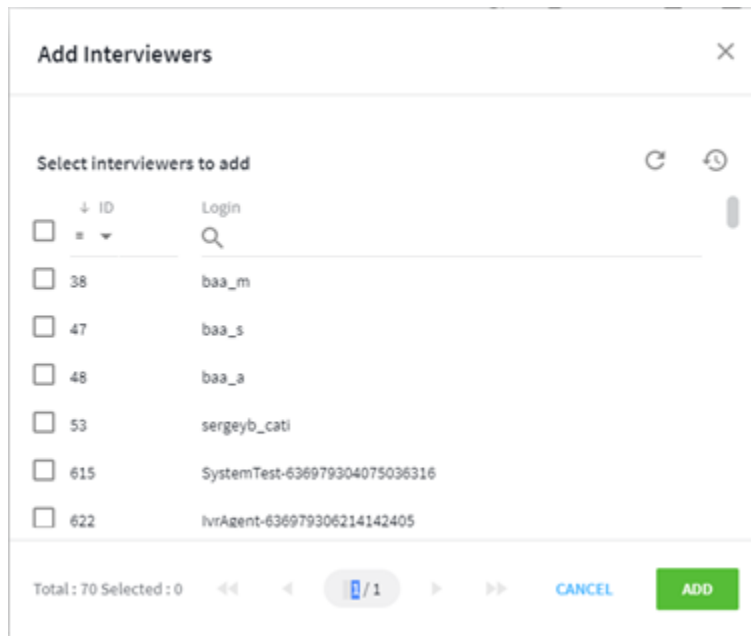 Add Interviewers
Select interviewers to add
ID Login
=
38 baa_m
47 baa_s
48 baa_a
53 sergeyb_cati
615 SystemTest-636979304075036316
622 IvrAgent-636979306214142405
Total : 70 Selected : 0 1 / 1 CANCEL ADD